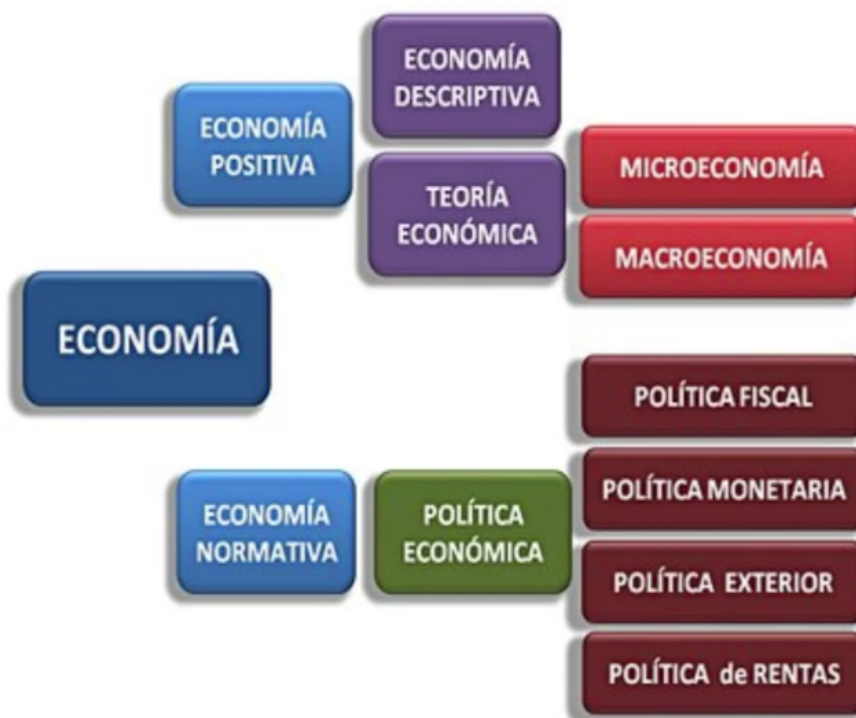 ECONOMÍA
DESCRIPTIVA
ECONOMÍA
POSITIVA
TEORÍA
ECONÓMICA
MICROECONOMÍA
MACROECONOMÍA
ECONOMÍA
POLÍTICA FISCAL
POLÍTICA MONETARIA
ECONOMÍA
NORMATIVA
POLÍTICA
ECONÓMICA
POLÍTICA EXTERIOR
POLÍTICA de RENTAS